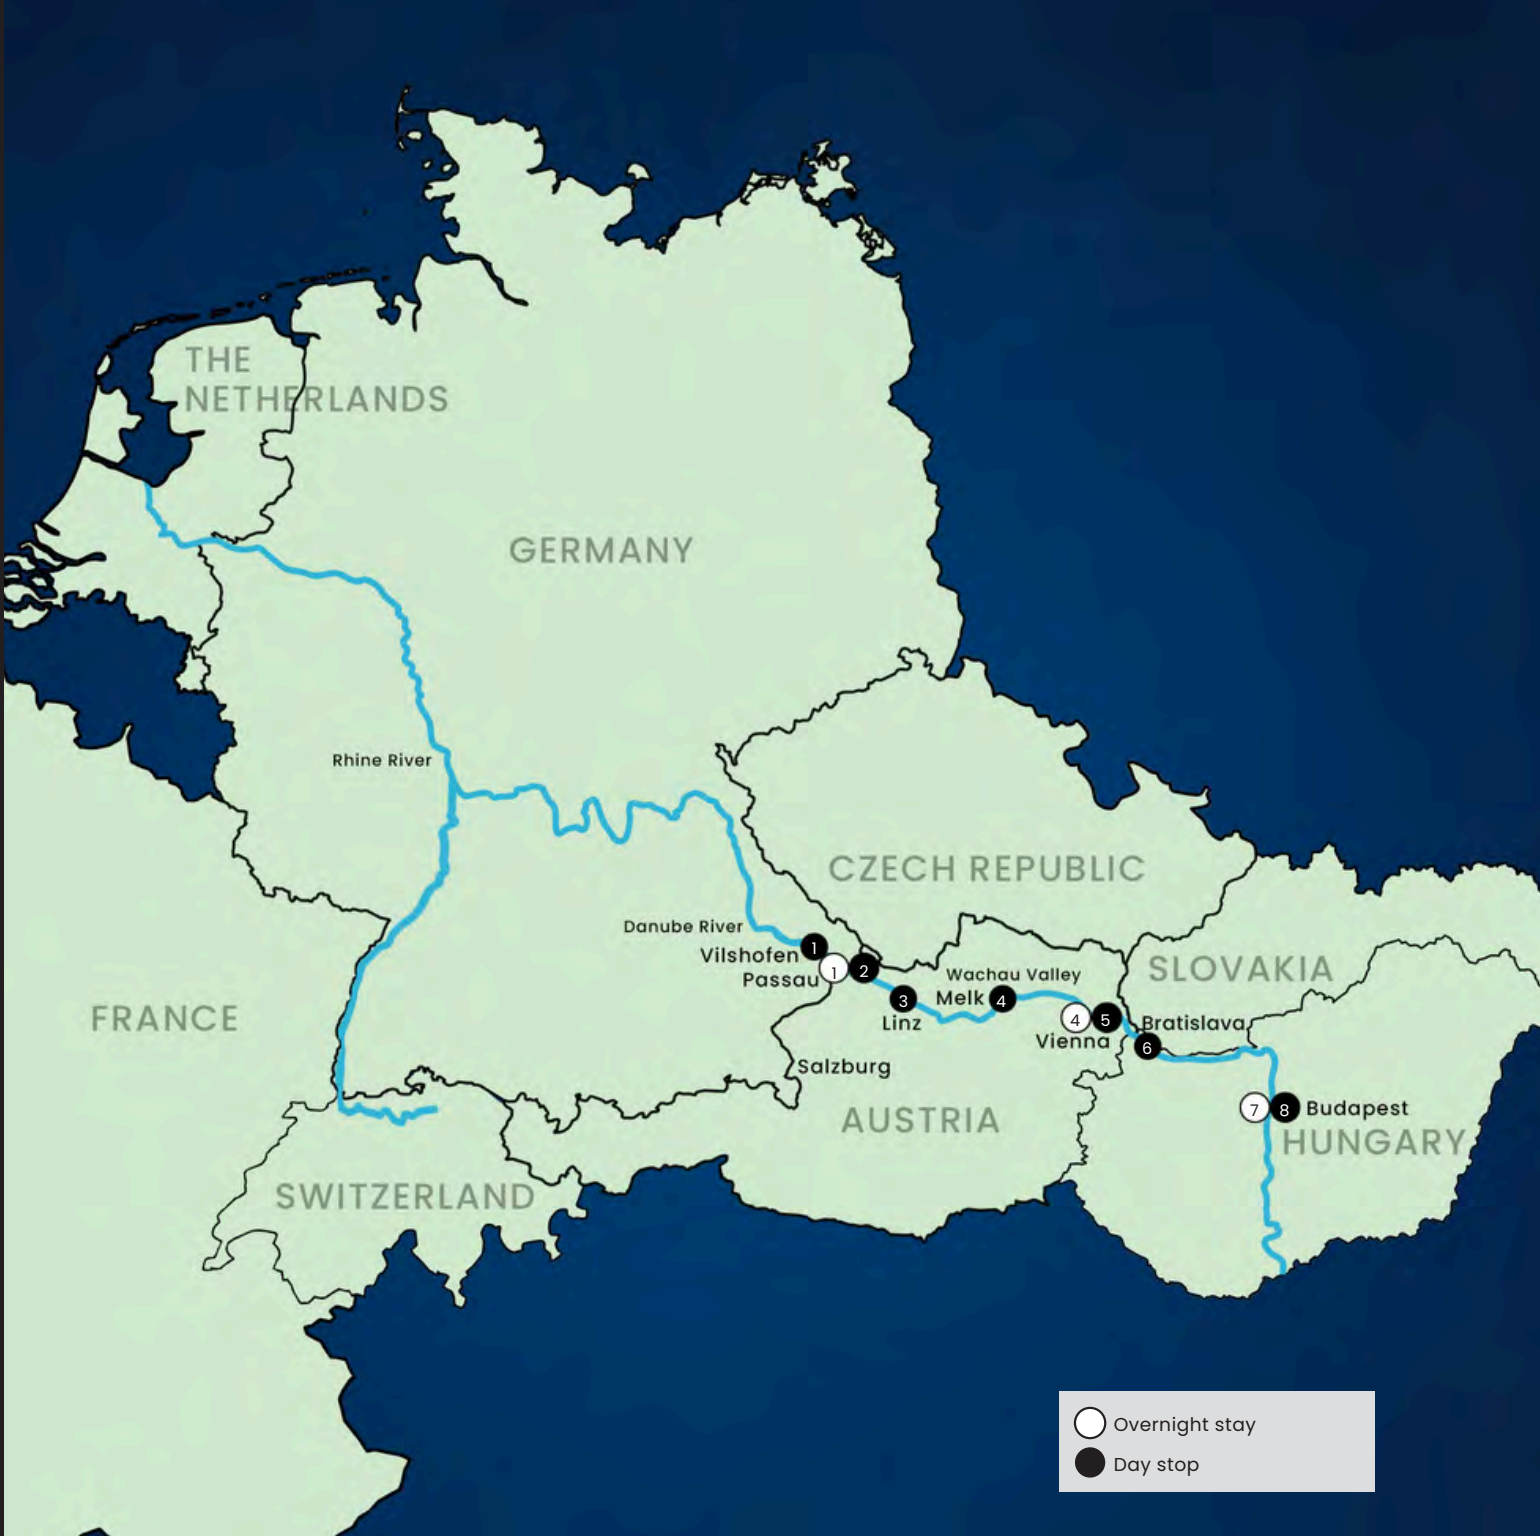 THE
NETHERLANDS
GERMANY
Rhine River
CZECH REPUBLIC
Danube River
Vilshofen 1
Passau 1 2
Wachau Valley
SLOVAKIA
3 Melk 4
Linz
FRANCE
4 5
Vienna
Bratislava
6
Salzburg
7 8 Budapest
AUSTRIA
HUNGARY
SWITZERLAND
Overnight stay
Day stop